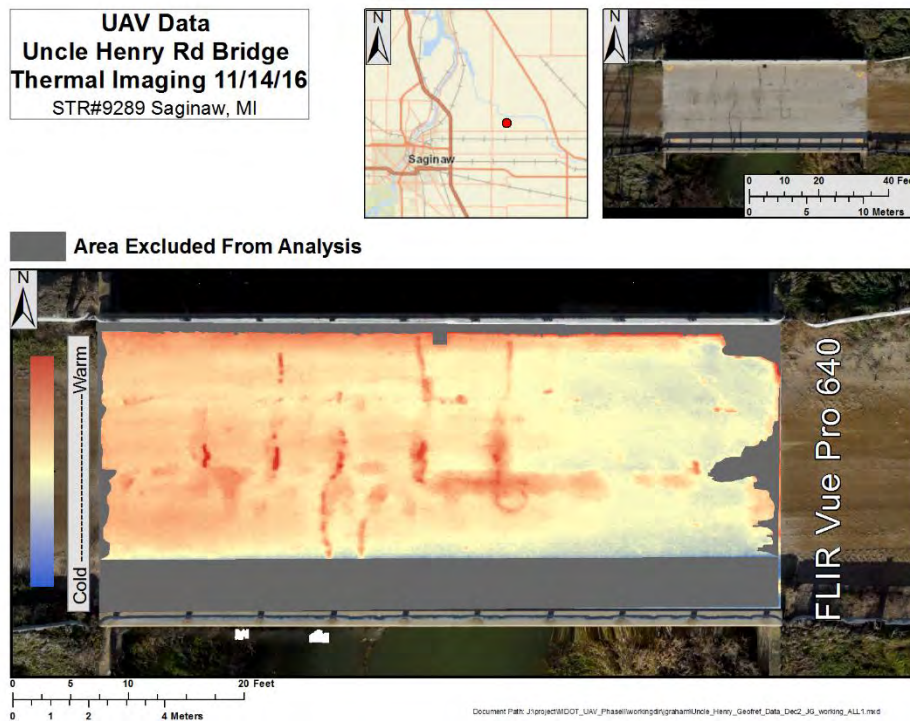 UAV Data
Uncle Henry Rd Bridge
Thermal Imaging 11/14/16
STR#9289 Saginaw, MI
N
Saginaw
N
0 10 20 40 Feet
0 5 10 Meters
Area Excluded From Analysis
N
Cold
Warm
FLIR Vue Pro 640
0 5 10 20 Feet
0 1 2 4 Meters
Document Path: